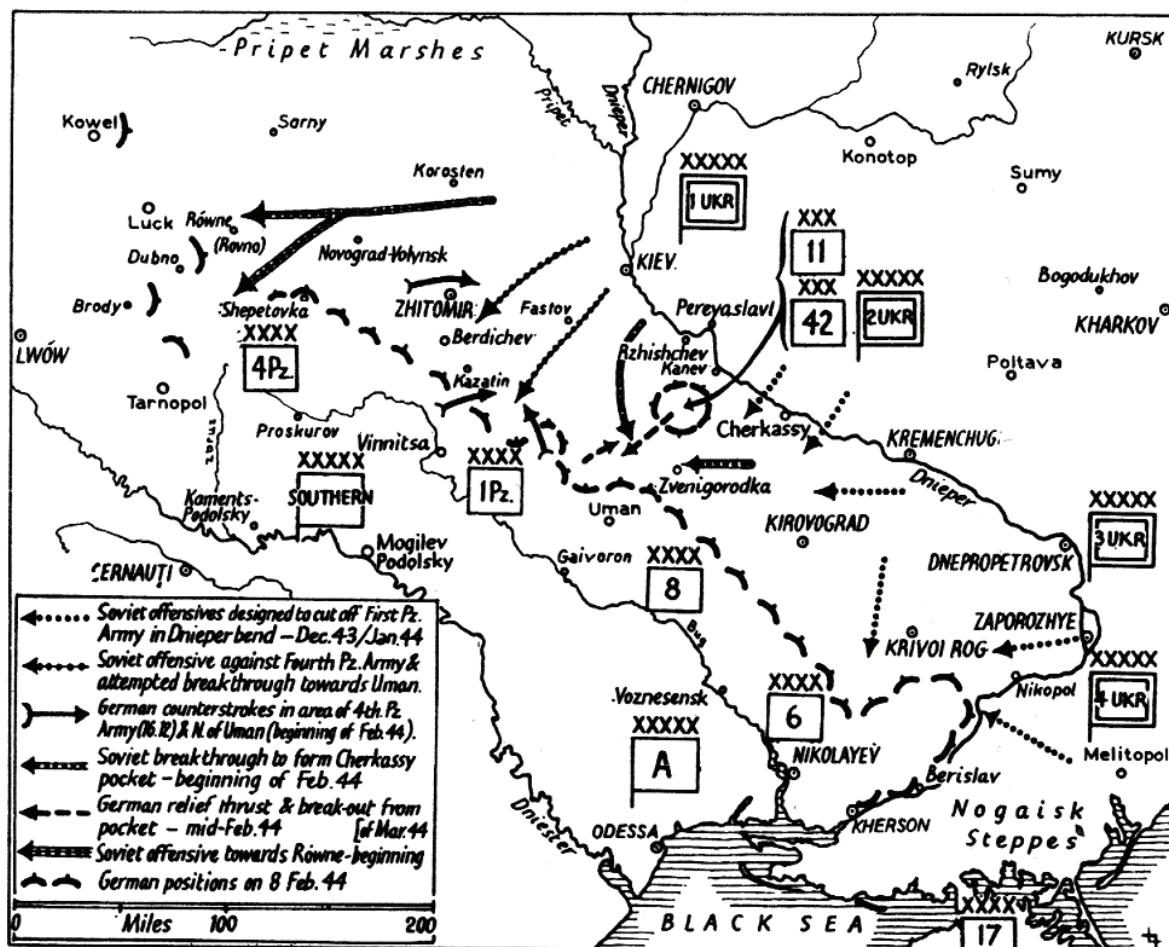 Pripet Marshes
KURSK
Rylsk
CHERNIGOV
Dnieper
Pripet
Kowel
Sarny
Konotop
Korosten
XXXXX
1 UKR
Sumy
XXX
11
Luck
Równe
(Rovno)
Novograd-Volynsk
KIEV.
XXX
42
XXXXX
2UKR
Bogodukhov
Dubno
ZHITOMIR
Fastov
Pereyaslavl
KHARKOV
Brody
Shepetovka
Berdichev
Rzhishchev
Kanev
LWÓW
XXXX
4Pz.
Kazatin
Poltava
Tarnopol
Cherkassy
Proskurov
Vinnitsa
KREMENCHUG.
Zbrus
XXXXX
SOUTHERN
XXXX
1Pz.
Zvenigorodka
Dnieper
Kaments-
Podolsky
Uman
KIROVOGRAD
XXXXX
3 UKR
Mogilev
Podolsky
Gaivoron
XXXX
8
DNEPROPETROVSK
ERNAUȚI
Bug
ZAPOROZHYE
KRIVOI ROG
XXXXX
4 UKR
Nikopol
Voznesensk
XXXX
6
XXXXX
A
NIKOLAYEV
Melitopol
Berislav
Dniester
ODESSA
KHERSON
Nogaisk
Steppes
BLACK SEA
XXXX
17
Soviet offensives designed to cut off First Pz.
Army in Dnieper bend – Dec. 43/Jan. 44
Soviet offensive against Fourth Pz. Army &
attempted breakthrough towards Uman.
German counterstrokes in area of 4th. Pz
Army (16.12) & N. of Uman (beginning of Feb. 44).
Soviet breakthrough to form Cherkassy
pocket – beginning of Feb. 44
German relief thrust & break-out from
pocket – mid-Feb. 44 [of Mar. 44
Soviet offensive towards Równe-beginning
German positions on 8 Feb. 44
0 Miles 100 200